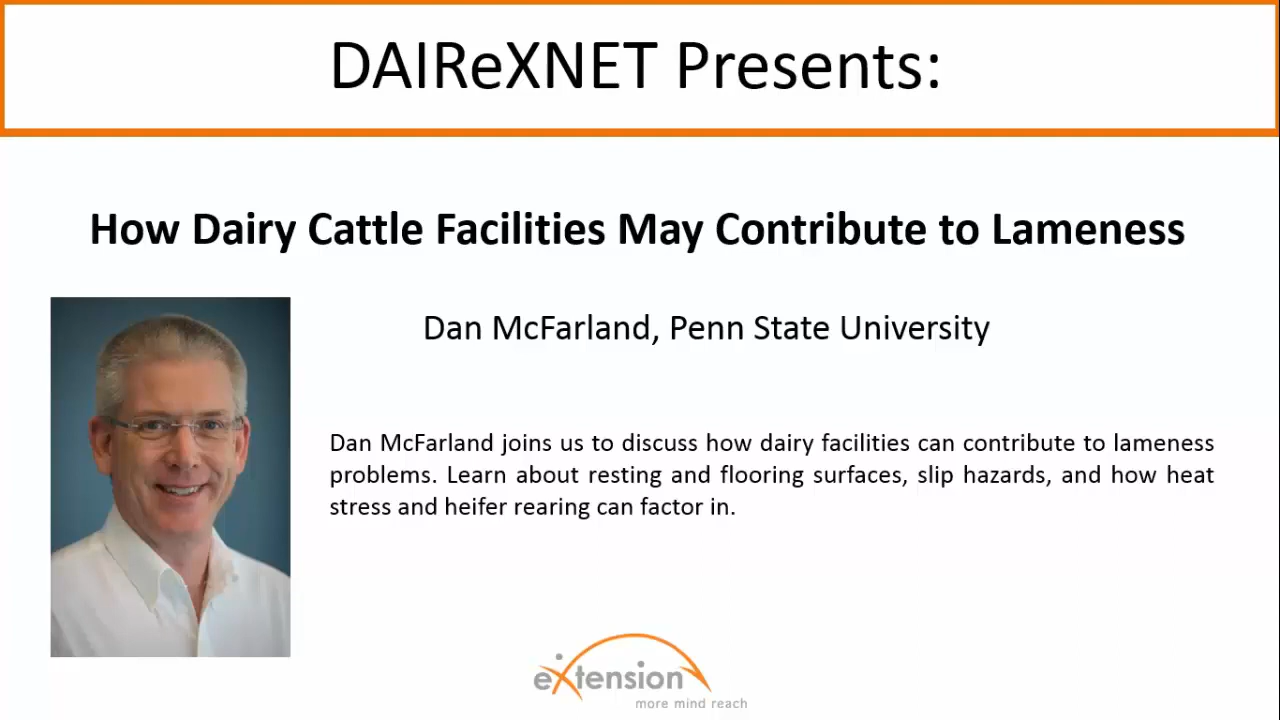 DAIReXNET Presents:
How Dairy Cattle Facilities May Contribute to Lameness
Dan McFarland, Penn State University
Dan McFarland joins us to discuss how dairy facilities can contribute to lameness
problems. Learn about resting and flooring surfaces, slip hazards, and how heat
stress and heifer rearing can factor in.
eXtension
more mind reach